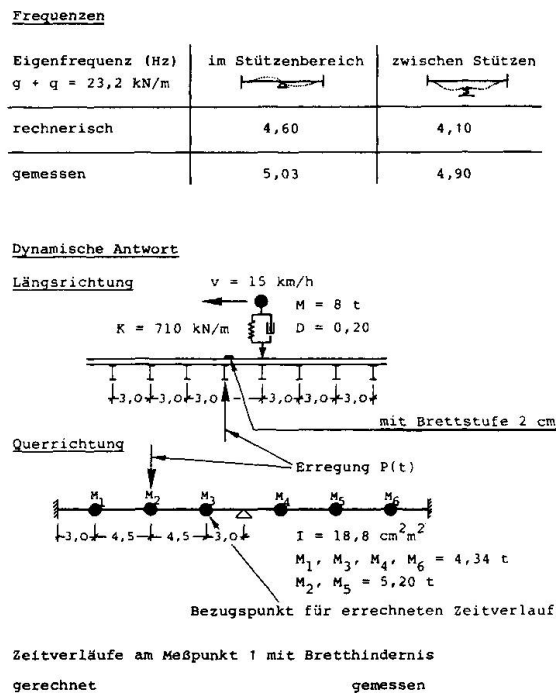 Frequenzen
Eigenfrequenz (Hz) im Stützenbereich zwischen Stützen
g + q = 23,2 kN/m
rechnerisch 4,60 4,10
gemessen 5,03 4,90
Dynamische Antwort
Längsrichtung
v = 15 km/h
M = 8 t
K = 710 kN/m D = 0,20
3,0 3,0 3,0 3,0 3,0 3,0
mit Brettstufe 2 cm
Querrichtung
Erregung P(t)
M1 M2 M3 M4 M5 M6
3,0 4,5 4,5 3,0
I = 18,8 cm²m²
M1, M3, M4, M6 = 4,34 t
M2, M5 = 5,20 t
Bezugspunkt für errechneten Zeitverlauf
Zeitverläufe am Meßpunkt 1 mit Bretthindernis
gerechnet gemessen